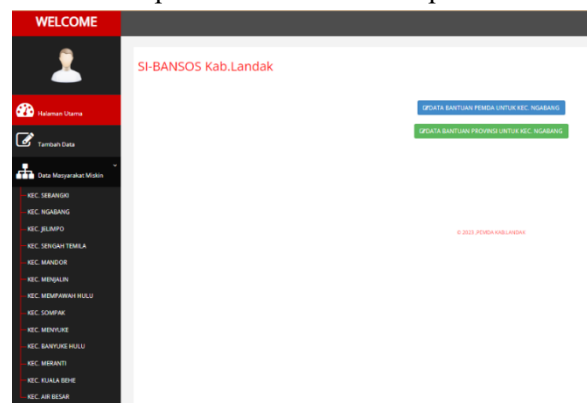 WELCOME
SI-BANSOS Kab.Landak
Halaman Utama
Tambah Data
Data Masyarakat Miskin
KEC. SEBANGKI
KEC. NGABANG
KEC. JELIMPO
KEC. SENGAH TEMILA
KEC. MANDOR
KEC. MENJALIN
KEC. MEMPAWAH HULU
KEC. SOMPAK
KEC. MENYUKE
KEC. BANYUKE HULU
KEC. MERANTI
KEC. KUALA BEHE
KEC. AIR BESAR
DATA BANTUAN PEMDA UNTUK KEC. NGABANG
DATA BANTUAN PROVINSI UNTUK KEC. NGABANG
© 2023 ,PEMDA KAB.LANDAK